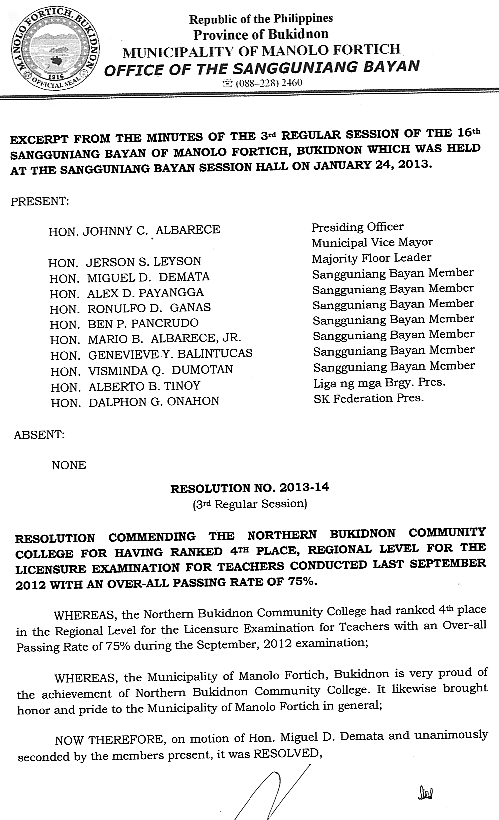 MANOLO FORTICH, BUKIDNON
1916
OFFICIAL SEAL
Republic of the Philippines
Province of Bukidnon
MUNICIPALITY OF MANOLO FORTICH
OFFICE OF THE SANGGUNIANG BAYAN
☏ (088–228) 2460
EXCERPT FROM THE MINUTES OF THE 3rd REGULAR SESSION OF THE 16th
SANGGUNIANG BAYAN OF MANOLO FORTICH, BUKIDNON WHICH WAS HELD
AT THE SANGGUNIANG BAYAN SESSION HALL ON JANUARY 24, 2013.
PRESENT:
HON. JOHNNY C. ALBARECE Presiding Officer
Municipal Vice Mayor
HON. JERSON S. LEYSON Majority Floor Leader
HON. MIGUEL D. DEMATA Sangguniang Bayan Member
HON. ALEX D. PAYANGGA Sangguniang Bayan Member
HON. RONULFO D. GANAS Sangguniang Bayan Member
HON. BEN P. PANCRUDO Sangguniang Bayan Member
HON. MARIO B. ALBARECE, JR. Sangguniang Bayan Member
HON. GENEVIEVE Y. BALINTUCAS Sangguniang Bayan Member
HON. VISMINDA Q. DUMOTAN Sangguniang Bayan Member
HON. ALBERTO B. TINOY Liga ng mga Brgy. Pres.
HON. DALPHON G. ONAHON SK Federation Pres.
ABSENT:
NONE
RESOLUTION NO. 2013-14
(3rd Regular Session)
RESOLUTION COMMENDING THE NORTHERN BUKIDNON COMMUNITY
COLLEGE FOR HAVING RANKED 4TH PLACE, REGIONAL LEVEL FOR THE
LICENSURE EXAMINATION FOR TEACHERS CONDUCTED LAST SEPTEMBER
2012 WITH AN OVER-ALL PASSING RATE OF 75%.
WHEREAS, the Northern Bukidnon Community College had ranked 4th place
in the Regional Level for the Licensure Examination for Teachers with an Over-all
Passing Rate of 75% during the September, 2012 examination;
WHEREAS, the Municipality of Manolo Fortich, Bukidnon is very proud of
the achievement of Northern Bukidnon Community College. It likewise brought
honor and pride to the Municipality of Manolo Fortich in general;
NOW THEREFORE, on motion of Hon. Miguel D. Demata and unanimously
seconded by the members present, it was RESOLVED,